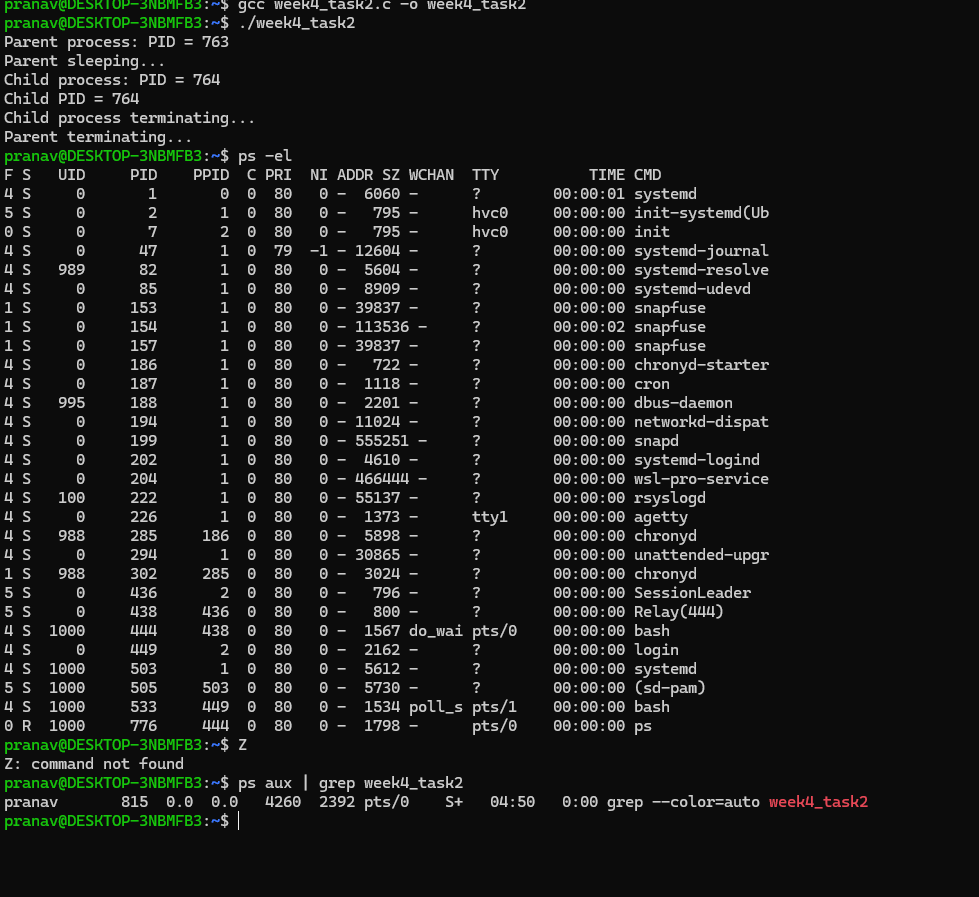 pranav@DESKTOP-3NBMFB3:~$ gcc week4_task2.c -o week4_task2
pranav@DESKTOP-3NBMFB3:~$ ./week4_task2
Parent process: PID = 763
Parent sleeping...
Child process: PID = 764
Child PID = 764
Child process terminating...
Parent terminating...
pranav@DESKTOP-3NBMFB3:~$ ps -el
F S   UID     PID    PPID  C PRI  NI ADDR SZ WCHAN  TTY          TIME CMD
4 S     0       1       0  0  80   0 -  6060 -      ?        00:00:01 systemd
5 S     0       2       1  0  80   0 -   795 -      hvc0     00:00:00 init-systemd(Ub
0 S     0       7       2  0  80   0 -   795 -      hvc0     00:00:00 init
4 S     0      47       1  0  79  -1 - 12604 -      ?        00:00:00 systemd-journal
4 S   989      82       1  0  80   0 -  5604 -      ?        00:00:00 systemd-resolve
4 S     0      85       1  0  80   0 -  8909 -      ?        00:00:00 systemd-udevd
1 S     0     153       1  0  80   0 - 39837 -      ?        00:00:00 snapfuse
1 S     0     154       1  0  80   0 - 113536 -     ?        00:00:02 snapfuse
1 S     0     157       1  0  80   0 - 39837 -      ?        00:00:00 snapfuse
4 S     0     186       1  0  80   0 -   722 -      ?        00:00:00 chronyd-starter
4 S     0     187       1  0  80   0 -  1118 -      ?        00:00:00 cron
4 S   995     188       1  0  80   0 -  2201 -      ?        00:00:00 dbus-daemon
4 S     0     194       1  0  80   0 - 11024 -      ?        00:00:00 networkd-dispat
4 S     0     199       1  0  80   0 - 555251 -     ?        00:00:00 snapd
4 S     0     202       1  0  80   0 -  4610 -      ?        00:00:00 systemd-logind
4 S     0     204       1  0  80   0 - 466444 -     ?        00:00:00 wsl-pro-service
4 S   100     222       1  0  80   0 - 55137 -      ?        00:00:00 rsyslogd
4 S     0     226       1  0  80   0 -  1373 -      tty1     00:00:00 agetty
4 S   988     285     186  0  80   0 -  5898 -      ?        00:00:00 chronyd
4 S     0     294       1  0  80   0 - 30865 -      ?        00:00:00 unattended-upgr
1 S   988     302     285  0  80   0 -  3024 -      ?        00:00:00 chronyd
5 S     0     436       2  0  80   0 -   796 -      ?        00:00:00 SessionLeader
5 S     0     438     436  0  80   0 -   800 -      ?        00:00:00 Relay(444)
4 S  1000     444     438  0  80   0 -  1567 do_wai pts/0    00:00:00 bash
4 S     0     449       2  0  80   0 -  2162 -      ?        00:00:00 login
4 S  1000     503       1  0  80   0 -  5612 -      ?        00:00:00 systemd
5 S  1000     505     503  0  80   0 -  5730 -      ?        00:00:00 (sd-pam)
4 S  1000     533     449  0  80   0 -  1534 poll_s pts/1    00:00:00 bash
0 R  1000     776     444  0  80   0 -  1798 -      pts/0    00:00:00 ps
pranav@DESKTOP-3NBMFB3:~$ Z
Z: command not found
pranav@DESKTOP-3NBMFB3:~$ ps aux | grep week4_task2
pranav       815  0.0  0.0   4260  2392 pts/0    S+   04:50   0:00 grep --color=auto week4_task2
pranav@DESKTOP-3NBMFB3:~$